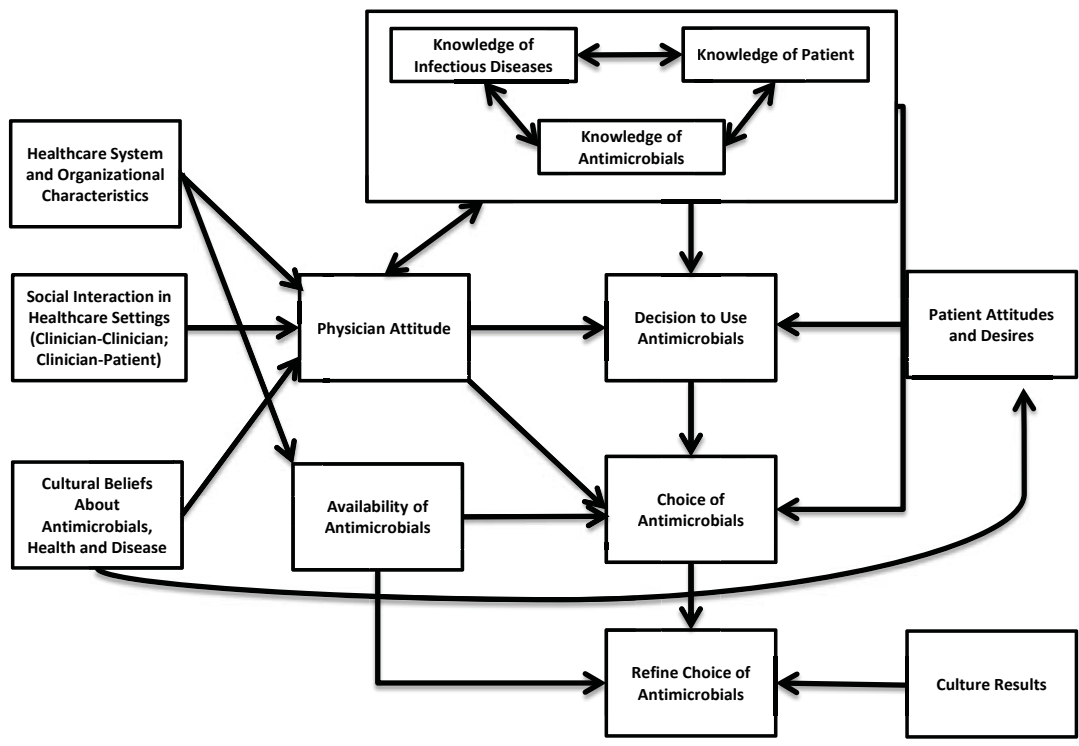 Knowledge of
Infectious Diseases
Knowledge of Patient
Knowledge of
Antimicrobials
Healthcare System
and Organizational
Characteristics
Social Interaction in
Healthcare Settings
(Clinician-Clinician;
Clinician-Patient)
Physician Attitude
Decision to Use
Antimicrobials
Patient Attitudes
and Desires
Cultural Beliefs
About
Antimicrobials,
Health and Disease
Availability of
Antimicrobials
Choice of
Antimicrobials
Refine Choice of
Antimicrobials
Culture Results